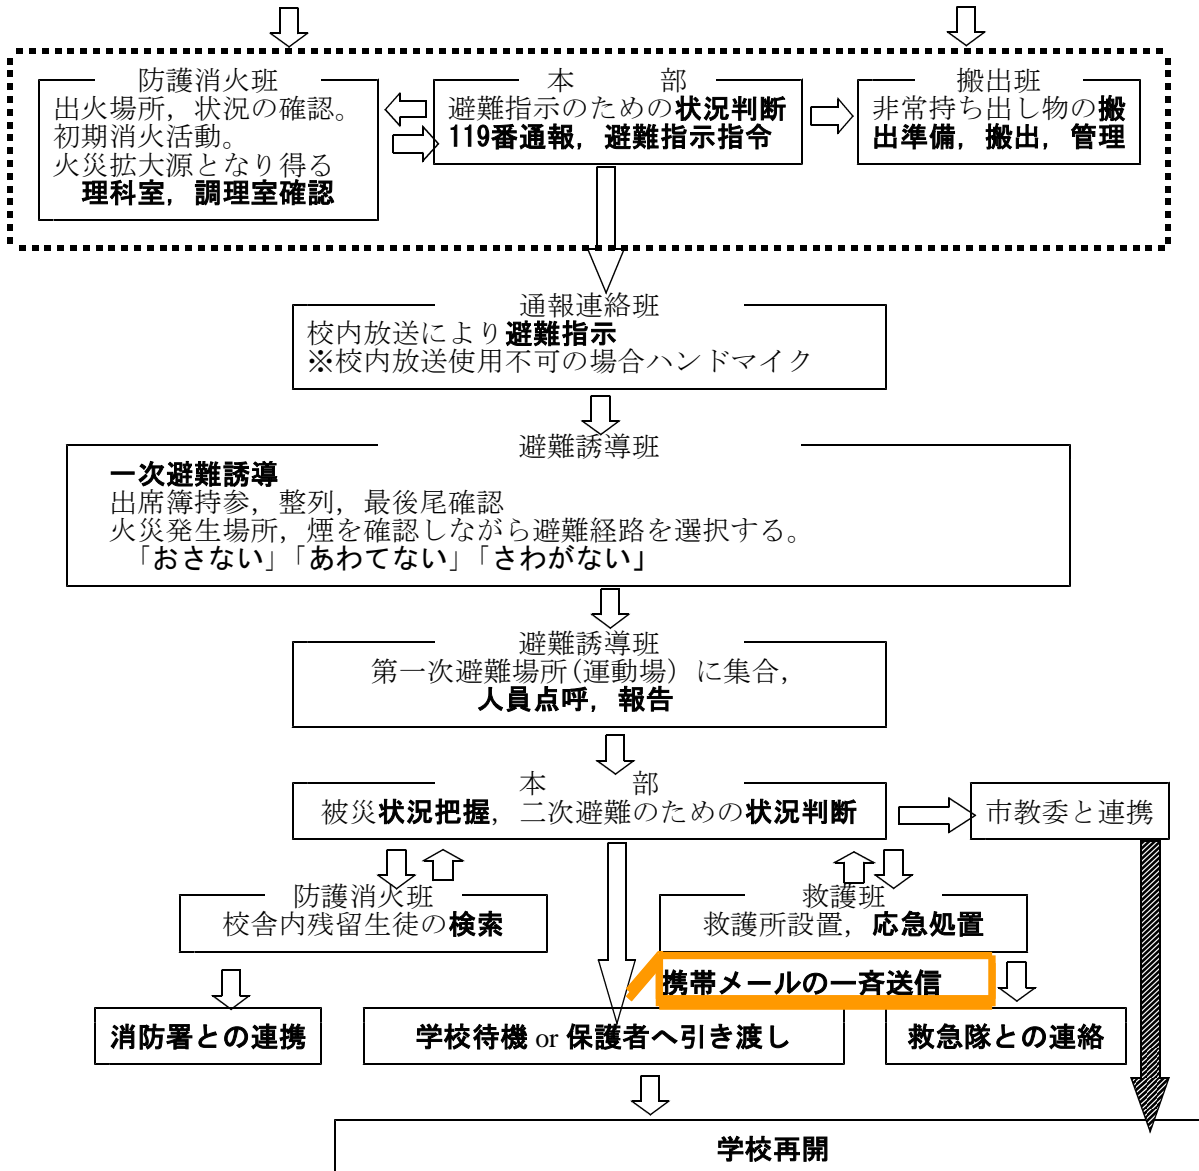 防護消火班
出火場所，状況の確認。
初期消火活動。
火災拡大源となり得る
理科室，調理室確認
本　　部
避難指示のための状況判断
119番通報，避難指示指令
搬出班
非常持ち出し物の搬
出準備，搬出，管理
通報連絡班
校内放送により避難指示
※校内放送使用不可の場合ハンドマイク
避難誘導班
一次避難誘導
出席簿持参，整列，最後尾確認
火災発生場所，煙を確認しながら避難経路を選択する。
「おさない」「あわてない」「さわがない」
避難誘導班
第一次避難場所(運動場）に集合，
人員点呼，報告
本　　部
被災状況把握，二次避難のための状況判断
市教委と連携
防護消火班
校舎内残留生徒の検索
救護班
救護所設置，応急処置
携帯メールの一斉送信
消防署との連携
学校待機 or 保護者へ引き渡し
救急隊との連絡
学校再開